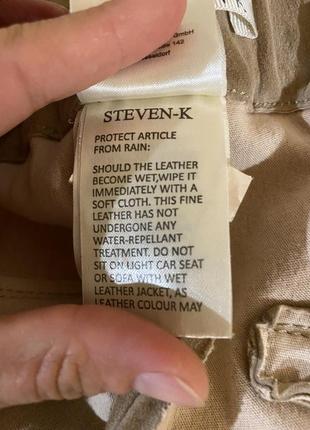 GmbH
142
STEVEN-K
PROTECT ARTICLE
FROM RAIN:
SHOULD THE LEATHER
BECOME WET,WIPE IT
IMMEDIATELY WITH A
SOFT CLOTH. THIS FINE
LEATHER HAS NOT
UNDERGONE ANY
WATER-REPELLANT
TREATMENT. DO NOT
SIT ON LIGHT CAR SEAT
OR SOFA WITH WET
LEATHER JACKET, AS
LEATHER COLOUR MAY